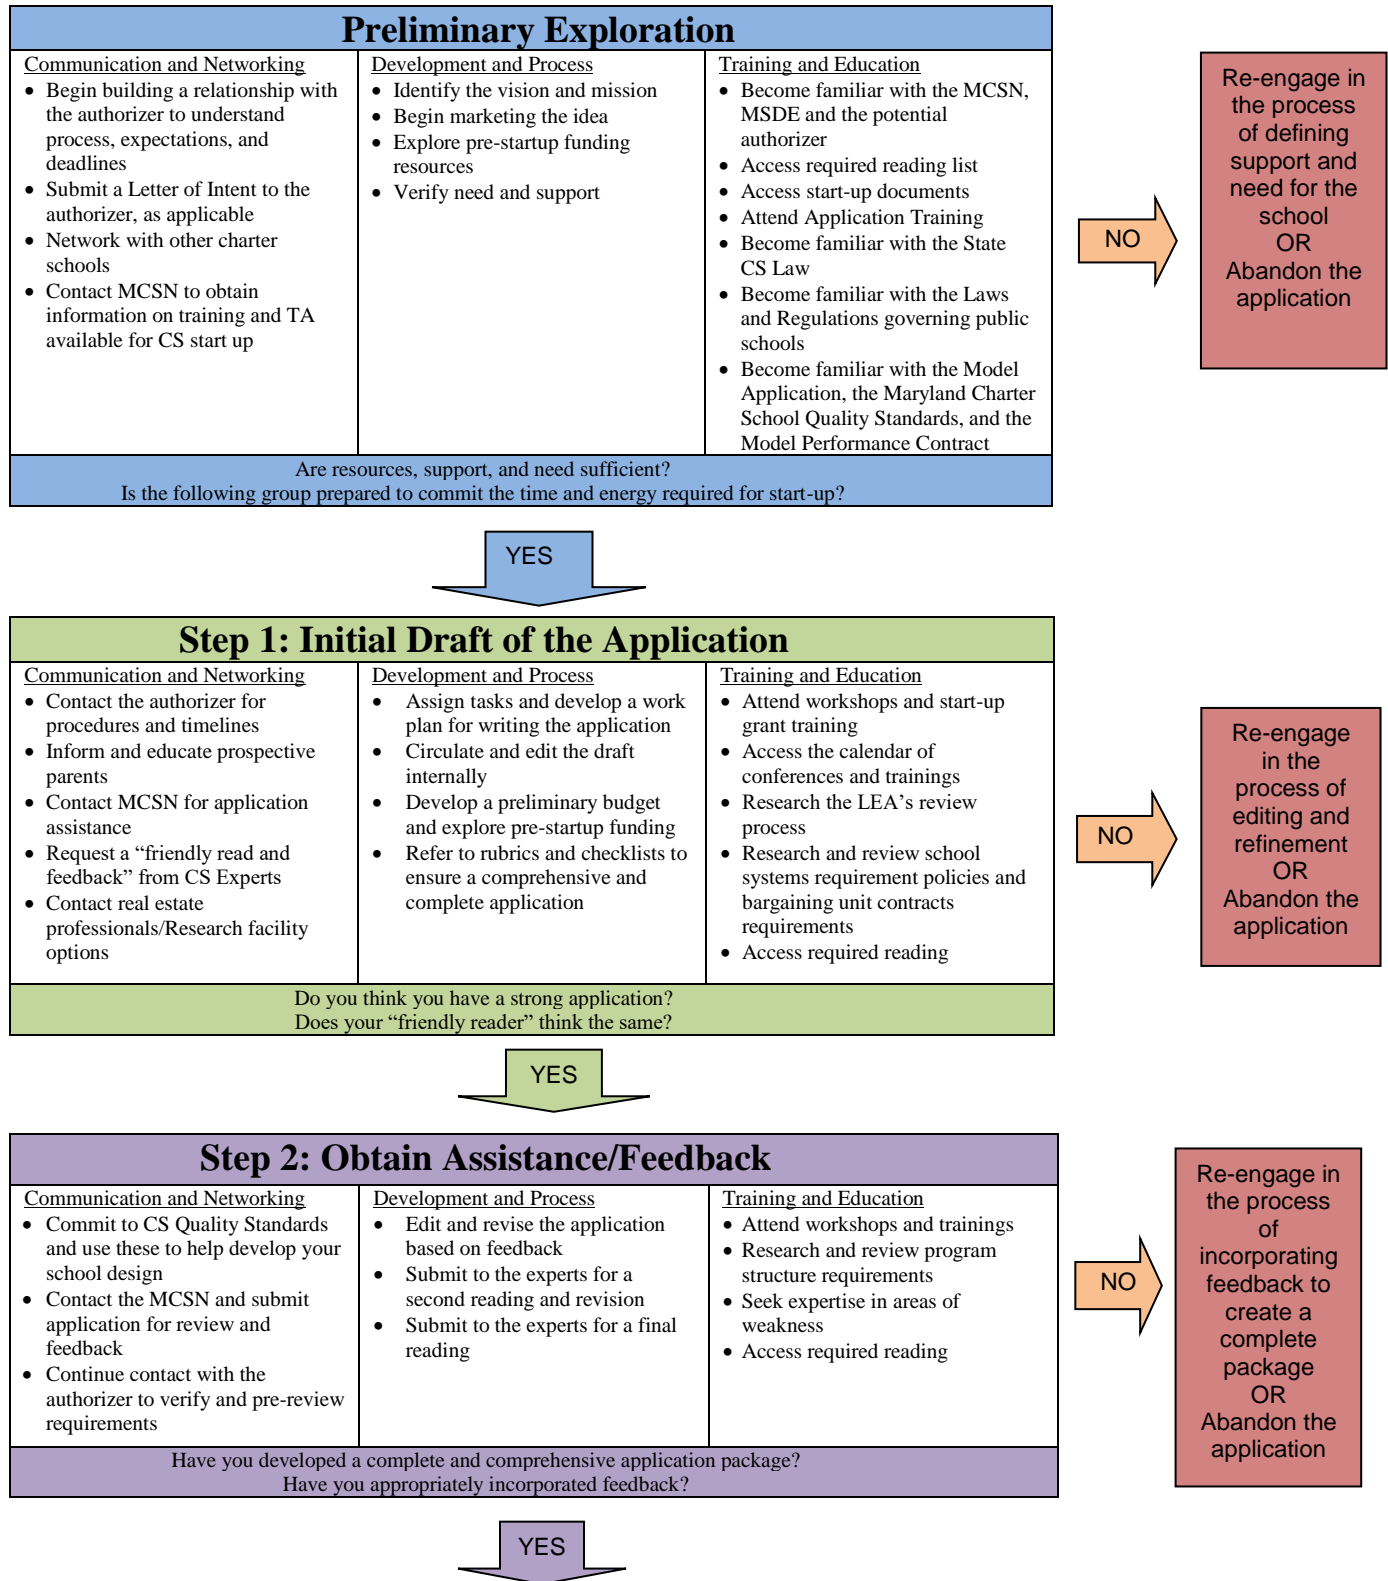 Preliminary Exploration
Communication and Networking
• Begin building a relationship with
the authorizer to understand
process, expectations, and
deadlines
• Submit a Letter of Intent to the
authorizer, as applicable
• Network with other charter
schools
• Contact MCSN to obtain
information on training and TA
available for CS start up
Development and Process
• Identify the vision and mission
• Begin marketing the idea
• Explore pre-startup funding
resources
• Verify need and support
Training and Education
• Become familiar with the MCSN,
MSDE and the potential
authorizer
• Access required reading list
• Access start-up documents
• Attend Application Training
• Become familiar with the State
CS Law
• Become familiar with the Laws
and Regulations governing public
schools
• Become familiar with the Model
Application, the Maryland Charter
School Quality Standards, and the
Model Performance Contract
Are resources, support, and need sufficient?
Is the following group prepared to commit the time and energy required for start-up?
NO
Re-engage in
the process
of defining
support and
need for the
school
OR
Abandon the
application
YES
Step 1: Initial Draft of the Application
Communication and Networking
• Contact the authorizer for
procedures and timelines
• Inform and educate prospective
parents
• Contact MCSN for application
assistance
• Request a “friendly read and
feedback” from CS Experts
• Contact real estate
professionals/Research facility
options
Development and Process
• Assign tasks and develop a work
plan for writing the application
• Circulate and edit the draft
internally
• Develop a preliminary budget
and explore pre-startup funding
• Refer to rubrics and checklists to
ensure a comprehensive and
complete application
Training and Education
• Attend workshops and start-up
grant training
• Access the calendar of
conferences and trainings
• Research the LEA’s review
process
• Research and review school
systems requirement policies and
bargaining unit contracts
requirements
• Access required reading
Do you think you have a strong application?
Does your “friendly reader” think the same?
NO
Re-engage
in the
process of
editing and
refinement
OR
Abandon the
application
YES
Step 2: Obtain Assistance/Feedback
Communication and Networking
• Commit to CS Quality Standards
and use these to help develop your
school design
• Contact the MCSN and submit
application for review and
feedback
• Continue contact with the
authorizer to verify and pre-review
requirements
Development and Process
• Edit and revise the application
based on feedback
• Submit to the experts for a
second reading and revision
• Submit to the experts for a final
reading
Training and Education
• Attend workshops and trainings
• Research and review program
structure requirements
• Seek expertise in areas of
weakness
• Access required reading
Have you developed a complete and comprehensive application package?
Have you appropriately incorporated feedback?
NO
Re-engage in
the process
of
incorporating
feedback to
create a
complete
package
OR
Abandon the
application
YES